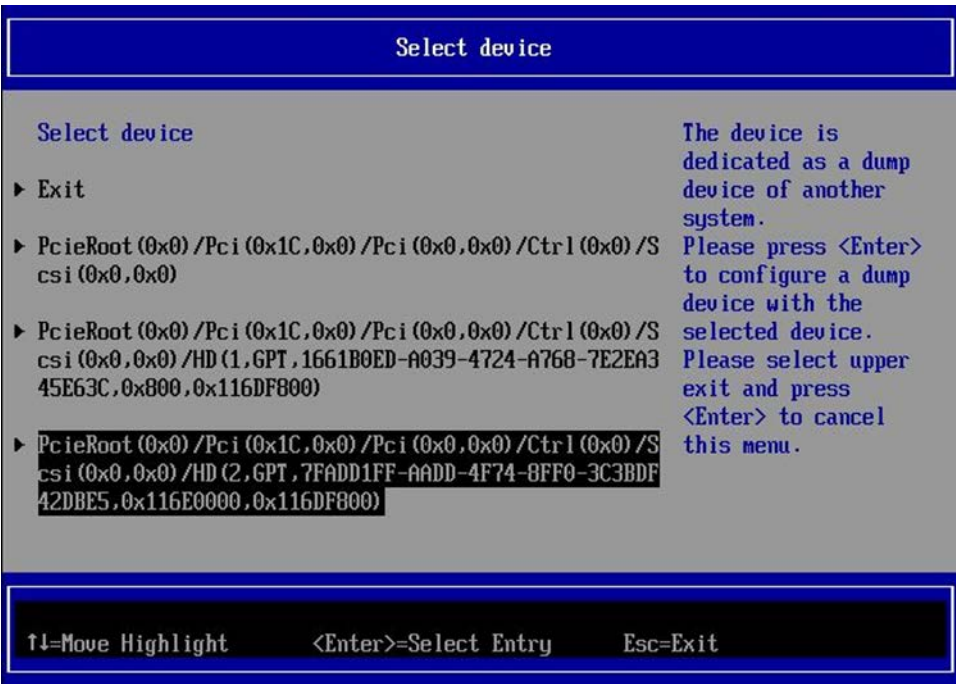 Select device
Select device
Exit
PcieRoot(0x0)/Pci(0x1C,0x0)/Pci(0x0,0x0)/Ctrl(0x0)/S
csi(0x0,0x0)
PcieRoot(0x0)/Pci(0x1C,0x0)/Pci(0x0,0x0)/Ctrl(0x0)/S
csi(0x0,0x0)/HD(1,GPT,1661B0ED-A039-4724-A768-7E2EA3
45E63C,0x800,0x116DF800)
PcieRoot(0x0)/Pci(0x1C,0x0)/Pci(0x0,0x0)/Ctrl(0x0)/S
csi(0x0,0x0)/HD(2,GPT,7FADD1FF-AADD-4F74-8FF0-3C3BDF
42DBE5,0x116E0000,0x116DF800)
The device is
dedicated as a dump
device of another
system.
Please press <Enter>
to configure a dump
device with the
selected device.
Please select upper
exit and press
<Enter> to cancel
this menu.
↑↓=Move Highlight <Enter>=Select Entry Esc=Exit